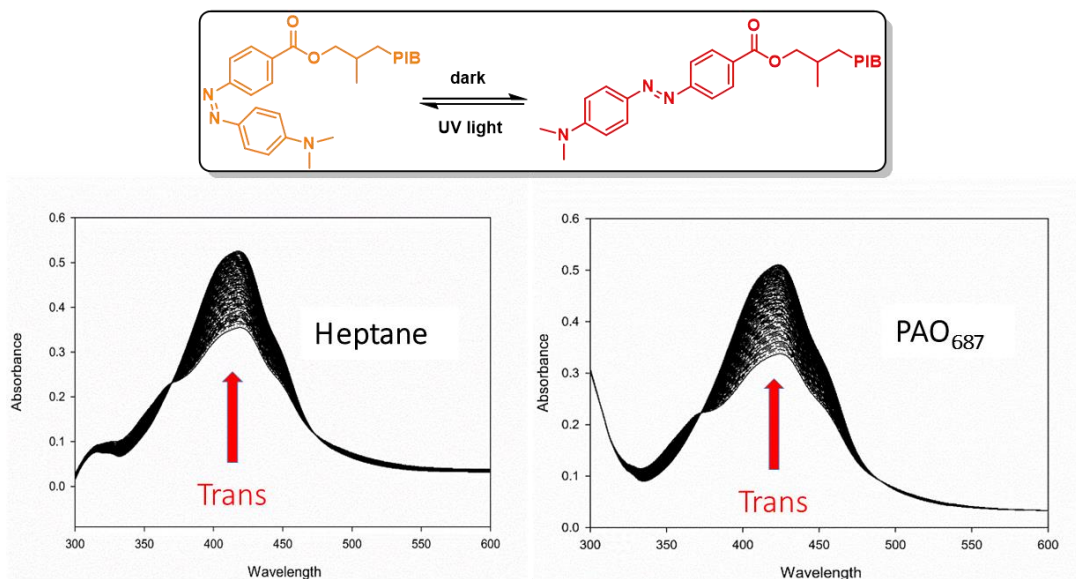 O
O
PIB
N
N
N
dark
UV light
O
O
PIB
N
N
N
0.6
0.5
0.4
0.3
0.2
0.1
0.0
Absorbance
Heptane
Trans
300 350 400 450 500 550 600
Wavelength
0.6
0.5
0.4
0.3
0.2
0.1
0.0
Absorbance
PAO687
Trans
300 350 400 450 500 550 600
Wavelength